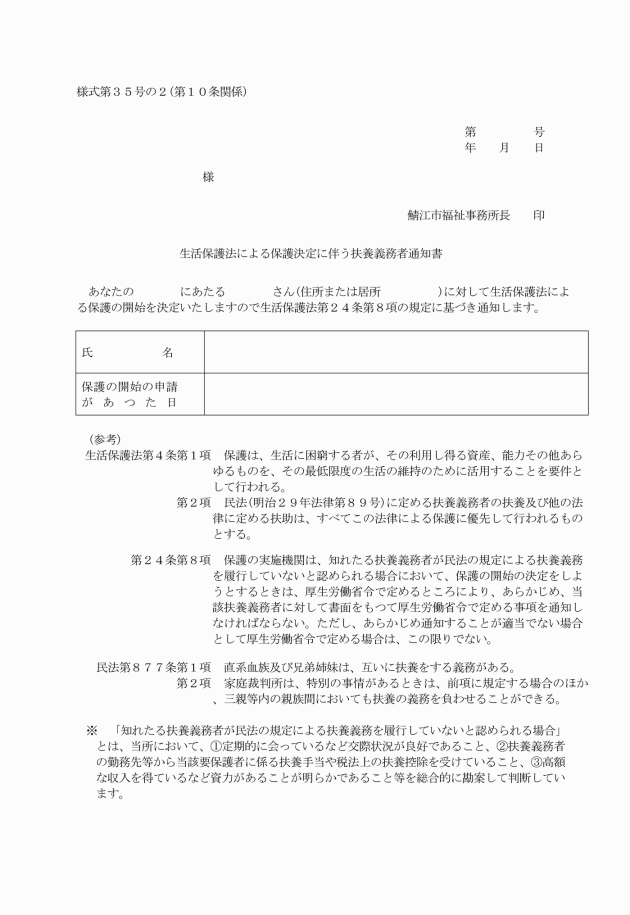 様式第３５号の２(第１０条関係)
第　　　　　号
年　　月　　日
様
鯖江市福祉事務所長　　印
生活保護法による保護決定に伴う扶養義務者通知書
あなたの　　　　にあたる　　　　さん(住所または居所　　　　　)に対して生活保護法によ
る保護の開始を決定いたしますので生活保護法第２４条第８項の規定に基づき通知します。
氏　　　　　　名
保護の開始の申請
が　あ　つ　た　日
(参考)
生活保護法第４条第１項　保護は、生活に困窮する者が、その利用し得る資産、能力その他あら
ゆるものを、その最低限度の生活の維持のために活用することを要件と
して行われる。
第２項　民法(明治２９年法律第８９号)に定める扶養義務者の扶養及び他の法
律に定める扶助は、すべてこの法律による保護に優先して行われるもの
とする。
第２４条第８項　保護の実施機関は、知れたる扶養義務者が民法の規定による扶養義務
を履行していないと認められる場合において、保護の開始の決定をしよ
うとするときは、厚生労働省令で定めるところにより、あらかじめ、当
該扶養義務者に対して書面をもつて厚生労働省令で定める事項を通知し
なければならない。ただし、あらかじめ通知することが適当でない場合
として厚生労働省令で定める場合は、この限りでない。
民法第８７７条第１項　直系血族及び兄弟姉妹は、互いに扶養をする義務がある。
第２項　家庭裁判所は、特別の事情があるときは、前項に規定する場合のほか
、三親等内の親族間においても扶養の義務を負わせることができる。
※　「知れたる扶養義務者が民法の規定による扶養義務を履行していないと認められる場合」
とは、当所において、①定期的に会っているなど交際状況が良好であること、②扶養義務者
の勤務先等から当該要保護者に係る扶養手当や税法上の扶養控除を受けていること、③高額
な収入を得ているなど資力があることが明らかであること等を総合的に勘案して判断してい
ます。